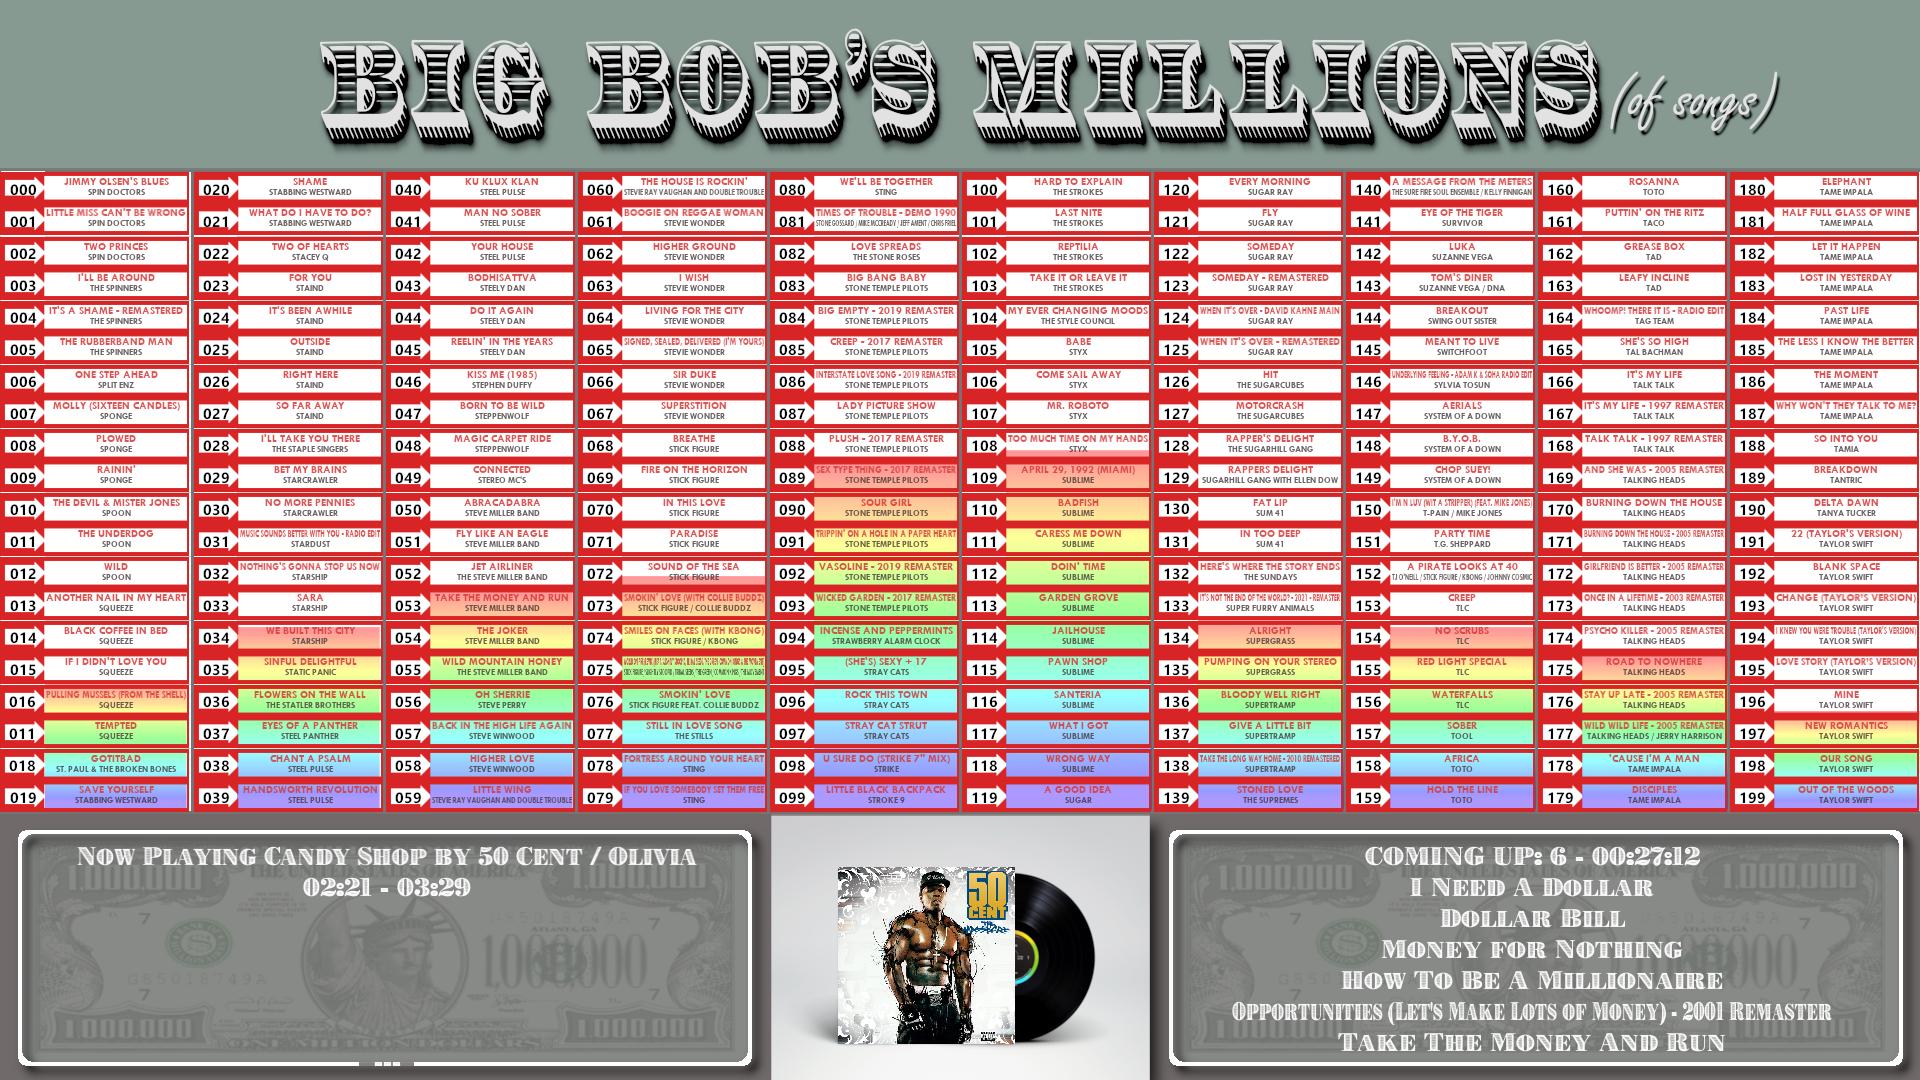 BIG BOB'S MILLIONS (of songs)
000 JIMMY OLSEN'S BLUES
SPIN DOCTORS
001 LITTLE MISS CAN'T BE WRONG
SPIN DOCTORS
002 TWO PRINCES
SPIN DOCTORS
003 I'LL BE AROUND
THE SPINNERS
004 IT'S A SHAME - REMASTERED
THE SPINNERS
005 THE RUBBERBAND MAN
THE SPINNERS
006 ONE STEP AHEAD
SPLIT ENZ
007 MOLLY (SIXTEEN CANDLES)
SPONGE
008 PLOWED
SPONGE
009 RAININ'
SPONGE
010 THE DEVIL & MISTER JONES
SPOON
011 THE UNDERDOG
SPOON
012 WILD
SPOON
013 ANOTHER NAIL IN MY HEART
SQUEEZE
014 BLACK COFFEE IN BED
SQUEEZE
015 IF I DIDN'T LOVE YOU
SQUEEZE
016 PULLING MUSSELS (FROM THE SHELL)
SQUEEZE
011 TEMPTED
SQUEEZE
018 GOTITBAD
ST. PAUL & THE BROKEN BONES
019 SAVE YOURSELF
STABBING WESTWARD
020 SHAME
STABBING WESTWARD
021 WHAT DO I HAVE TO DO?
STABBING WESTWARD
022 TWO OF HEARTS
STACEY Q
023 FOR YOU
STAIND
024 IT'S BEEN AWHILE
STAIND
025 OUTSIDE
STAIND
026 RIGHT HERE
STAIND
027 SO FAR AWAY
STAIND
028 I'LL TAKE YOU THERE
THE STAPLE SINGERS
029 BET MY BRAINS
STARCRAWLER
030 NO MORE PENNIES
STARCRAWLER
031 MUSIC SOUNDS BETTER WITH YOU - RADIO EDIT
STARDUST
032 NOTHING'S GONNA STOP US NOW
STARSHIP
033 SARA
STARSHIP
034 WE BUILT THIS CITY
STARSHIP
035 SINFUL DELIGHTFUL
STATIC PANIC
036 FLOWERS ON THE WALL
THE STATLER BROTHERS
037 EYES OF A PANTHER
STEEL PANTHER
038 CHANT A PSALM
STEEL PULSE
039 HANDSWORTH REVOLUTION
STEEL PULSE
040 KU KLUX KLAN
STEEL PULSE
041 MAN NO SOBER
STEEL PULSE
042 YOUR HOUSE
STEEL PULSE
043 BODHISATTVA
STEELY DAN
044 DO IT AGAIN
STEELY DAN
045 REELIN' IN THE YEARS
STEELY DAN
046 KISS ME (1985)
STEPHEN DUFFY
047 BORN TO BE WILD
STEPPENWOLF
048 MAGIC CARPET RIDE
STEPPENWOLF
049 CONNECTED
STEREO MC'S
050 ABRACADABRA
STEVE MILLER BAND
051 FLY LIKE AN EAGLE
STEVE MILLER BAND
052 JET AIRLINER
THE STEVE MILLER BAND
053 TAKE THE MONEY AND RUN
STEVE MILLER BAND
054 THE JOKER
STEVE MILLER BAND
055 WILD MOUNTAIN HONEY
THE STEVE MILLER BAND
056 OH SHERRIE
STEVE PERRY
057 BACK IN THE HIGH LIFE AGAIN
STEVE WINWOOD
058 HIGHER LOVE
STEVE WINWOOD
059 LITTLE WING
STEVIE RAY VAUGHAN AND DOUBLE TROUBLE
060 THE HOUSE IS ROCKIN'
STEVIE RAY VAUGHAN AND DOUBLE TROUBLE
061 BOOGIE ON REGGAE WOMAN
STEVIE WONDER
062 HIGHER GROUND
STEVIE WONDER
063 I WISH
STEVIE WONDER
064 LIVING FOR THE CITY
STEVIE WONDER
065 SIGNED, SEALED, DELIVERED (I'M YOURS)
STEVIE WONDER
066 SIR DUKE
STEVIE WONDER
067 SUPERSTITION
STEVIE WONDER
068 BREATHE
STICK FIGURE
069 FIRE ON THE HORIZON
STICK FIGURE
070 IN THIS LOVE
STICK FIGURE
071 PARADISE
STICK FIGURE
072 SOUND OF THE SEA
STICK FIGURE
073 SMOKIN' LOVE (WITH COLLIE BUDDZ)
STICK FIGURE / COLLIE BUDDZ
074 SMILES ON FACES (WITH KBONG)
STICK FIGURE / KBONG
075
076 SMOKIN' LOVE
STICK FIGURE FEAT. COLLIE BUDDZ
077 STILL IN LOVE SONG
THE STILLS
078 FORTRESS AROUND YOUR HEART
STING
079 IF YOU LOVE SOMEBODY SET THEM FREE
STING
080 WE'LL BE TOGETHER
STING
081 TIMES OF TROUBLE - DEMO 1990
STONE GOSSARD / MIKE MCCREADY / JEFF AMENT / CHRIS FRIEL
082 LOVE SPREADS
THE STONE ROSES
083 BIG BANG BABY
STONE TEMPLE PILOTS
084 BIG EMPTY - 2019 REMASTER
STONE TEMPLE PILOTS
085 CREEP - 2017 REMASTER
STONE TEMPLE PILOTS
086 INTERSTATE LOVE SONG - 2019 REMASTER
STONE TEMPLE PILOTS
087 LADY PICTURE SHOW
STONE TEMPLE PILOTS
088 PLUSH - 2017 REMASTER
STONE TEMPLE PILOTS
089 SEX TYPE THING - 2017 REMASTER
STONE TEMPLE PILOTS
090 SOUR GIRL
STONE TEMPLE PILOTS
091 TRIPPIN' ON A HOLE IN A PAPER HEART
STONE TEMPLE PILOTS
092 VASOLINE - 2019 REMASTER
STONE TEMPLE PILOTS
093 WICKED GARDEN - 2017 REMASTER
STONE TEMPLE PILOTS
094 INCENSE AND PEPPERMINTS
STRAWBERRY ALARM CLOCK
095 (SHE'S) SEXY + 17
STRAY CATS
096 ROCK THIS TOWN
STRAY CATS
097 STRAY CAT STRUT
STRAY CATS
098 U SURE DO (STRIKE 7" MIX)
STRIKE
099 LITTLE BLACK BACKPACK
STROKE 9
100 HARD TO EXPLAIN
THE STROKES
101 LAST NITE
THE STROKES
102 REPTILIA
THE STROKES
103 TAKE IT OR LEAVE IT
THE STROKES
104 MY EVER CHANGING MOODS
THE STYLE COUNCIL
105 BABE
STYX
106 COME SAIL AWAY
STYX
107 MR. ROBOTO
STYX
108 TOO MUCH TIME ON MY HANDS
STYX
109 APRIL 29, 1992 (MIAMI)
SUBLIME
110 BADFISH
SUBLIME
111 CARESS ME DOWN
SUBLIME
112 DOIN' TIME
SUBLIME
113 GARDEN GROVE
SUBLIME
114 JAILHOUSE
SUBLIME
115 PAWN SHOP
SUBLIME
116 SANTERIA
SUBLIME
117 WHAT I GOT
SUBLIME
118 WRONG WAY
SUBLIME
119 A GOOD IDEA
SUGAR
120 EVERY MORNING
SUGAR RAY
121 FLY
SUGAR RAY
122 SOMEDAY
SUGAR RAY
123 SOMEDAY - REMASTERED
SUGAR RAY
124 WHEN IT'S OVER - DAVID KAHNE MAIN
SUGAR RAY
125 WHEN IT'S OVER - REMASTERED
SUGAR RAY
126 HIT
THE SUGARCUBES
127 MOTORCRASH
THE SUGARCUBES
128 RAPPER'S DELIGHT
THE SUGARHILL GANG
129 RAPPERS DELIGHT
SUGARHILL GANG WITH ELLEN DOW
130 FAT LIP
SUM 41
131 IN TOO DEEP
SUM 41
132 HERE'S WHERE THE STORY ENDS
THE SUNDAYS
133 IT'S NOT THE END OF THE WORLD? - 2021 - REMASTER
SUPER FURRY ANIMALS
134 ALRIGHT
SUPERGRASS
135 PUMPING ON YOUR STEREO
SUPERGRASS
136 BLOODY WELL RIGHT
SUPERTRAMP
137 GIVE A LITTLE BIT
SUPERTRAMP
138 TAKE THE LONG WAY HOME - 2010 REMASTERED
SUPERTRAMP
139 STONED LOVE
THE SUPREMES
140 A MESSAGE FROM THE METERS
THE SURE FIRE SOUL ENSEMBLE / KELLY FINNIGAN
141 EYE OF THE TIGER
SURVIVOR
142 LUKA
SUZANNE VEGA
143 TOM'S DINER
SUZANNE VEGA / DNA
144 BREAKOUT
SWING OUT SISTER
145 MEANT TO LIVE
SWITCHFOOT
146 UNDERLYING FEELING - ADAM K & SOHA RADIO EDIT
SYLVIA TOSUN
147 AERIALS
SYSTEM OF A DOWN
148 B.Y.O.B.
SYSTEM OF A DOWN
149 CHOP SUEY!
SYSTEM OF A DOWN
150 I'M N LUV (WIT A STRIPPER) (FEAT. MIKE JONES)
T-PAIN / MIKE JONES
151 PARTY TIME
T.G. SHEPPARD
152 A PIRATE LOOKS AT 40
TJ O'NEILL / STICK FIGURE / KBONG / JOHNNY COSMIC
153 CREEP
TLC
154 NO SCRUBS
TLC
155 RED LIGHT SPECIAL
TLC
156 WATERFALLS
TLC
157 SOBER
TOOL
158 AFRICA
TOTO
159 HOLD THE LINE
TOTO
160 ROSANNA
TOTO
161 PUTTIN' ON THE RITZ
TACO
162 GREASE BOX
TAD
163 LEAFY INCLINE
TAD
164 WHOOMP! THERE IT IS - RADIO EDIT
TAG TEAM
165 SHE'S SO HIGH
TAL BACHMAN
166 IT'S MY LIFE
TALK TALK
167 IT'S MY LIFE - 1997 REMASTER
TALK TALK
168 TALK TALK - 1997 REMASTER
TALK TALK
169 AND SHE WAS - 2005 REMASTER
TALKING HEADS
170 BURNING DOWN THE HOUSE
TALKING HEADS
171 BURNING DOWN THE HOUSE - 2005 REMASTER
TALKING HEADS
172 GIRLFRIEND IS BETTER - 2005 REMASTER
TALKING HEADS
173 ONCE IN A LIFETIME - 2003 REMASTER
TALKING HEADS
174 PSYCHO KILLER - 2005 REMASTER
TALKING HEADS
175 ROAD TO NOWHERE
TALKING HEADS
176 STAY UP LATE - 2005 REMASTER
TALKING HEADS
177 WILD WILD LIFE - 2005 REMASTER
TALKING HEADS / JERRY HARRISON
178 'CAUSE I'M A MAN
TAME IMPALA
179 DISCIPLES
TAME IMPALA
180 ELEPHANT
TAME IMPALA
181 HALF FULL GLASS OF WINE
TAME IMPALA
182 LET IT HAPPEN
TAME IMPALA
183 LOST IN YESTERDAY
TAME IMPALA
184 PAST LIFE
TAME IMPALA
185 THE LESS I KNOW THE BETTER
TAME IMPALA
186 THE MOMENT
TAME IMPALA
187 WHY WON'T THEY TALK TO ME?
TAME IMPALA
188 SO INTO YOU
TAMIA
189 BREAKDOWN
TANTRIC
190 DELTA DAWN
TANYA TUCKER
191 22 (TAYLOR'S VERSION)
TAYLOR SWIFT
192 BLANK SPACE
TAYLOR SWIFT
193 CHANGE (TAYLOR'S VERSION)
TAYLOR SWIFT
194 I KNEW YOU WERE TROUBLE (TAYLOR'S VERSION)
TAYLOR SWIFT
195 LOVE STORY (TAYLOR'S VERSION)
TAYLOR SWIFT
196 MINE
TAYLOR SWIFT
197 NEW ROMANTICS
TAYLOR SWIFT
198 OUR SONG
TAYLOR SWIFT
199 OUT OF THE WOODS
TAYLOR SWIFT
Now Playing Candy Shop by 50 Cent / Olivia
02:21 - 03:29
50
CENT
COMING UP: 6 - 00:27:12
I Need A Dollar
Dollar Bill
Money for Nothing
How To Be A Millionaire
Opportunities (Let's Make Lots of Money) - 2001 Remaster
Take The Money And Run